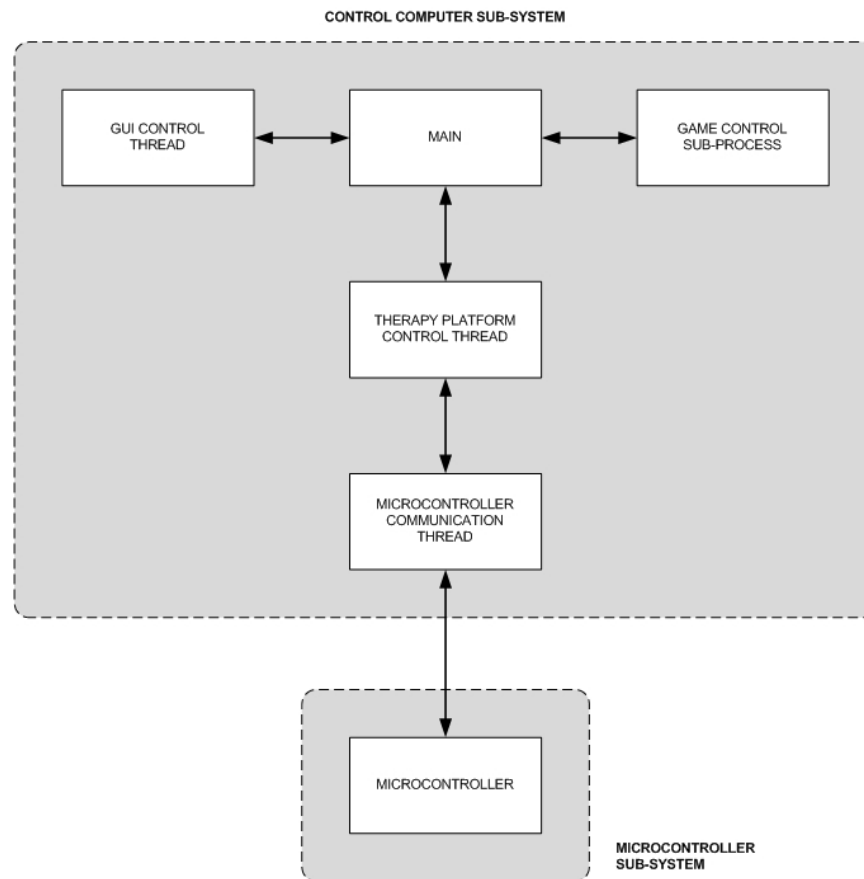 CONTROL COMPUTER SUB-SYSTEM
GUI CONTROL
THREAD
MAIN
GAME CONTROL
SUB-PROCESS
THERAPY PLATFORM
CONTROL THREAD
MICROCONTROLLER
COMMUNICATION
THREAD
MICROCONTROLLER
MICROCONTROLLER
SUB-SYSTEM